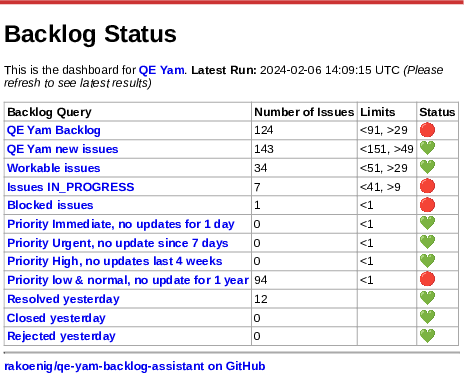 Backlog Status
This is the dashboard for QE Yam. Latest Run: 2024-02-06 14:09:15 UTC (Please
refresh to see latest results)
Backlog Query Number of Issues Limits Status
QE Yam Backlog 124 <91, >29
QE Yam new issues 143 <151, >49
Workable issues 34 <51, >29
Issues IN_PROGRESS 7 <41, >9
Blocked issues 1 <1
Priority Immediate, no updates for 1 day 0 <1
Priority Urgent, no update since 7 days 0 <1
Priority High, no updates last 4 weeks 0 <1
Priority low & normal, no update for 1 year 94 <1
Resolved yesterday 12
Closed yesterday 0
Rejected yesterday 0
rakoenig/qe-yam-backlog-assistant on GitHub